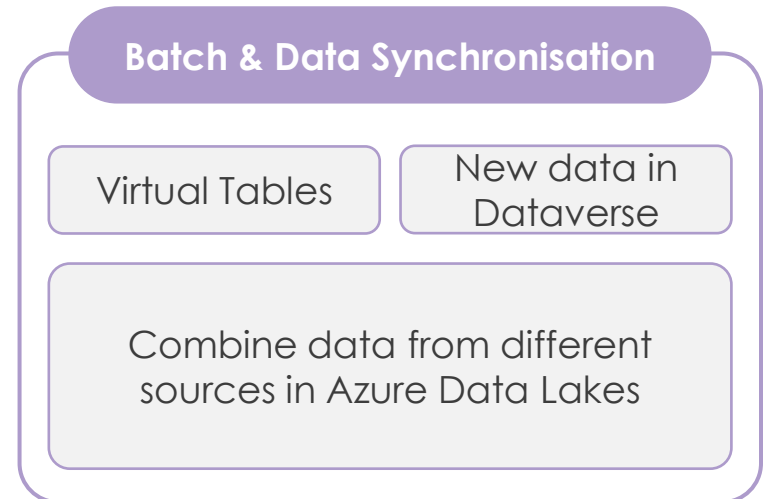 Batch & Data Synchronisation
Virtual Tables
New data in
Dataverse
Combine data from different
sources in Azure Data Lakes